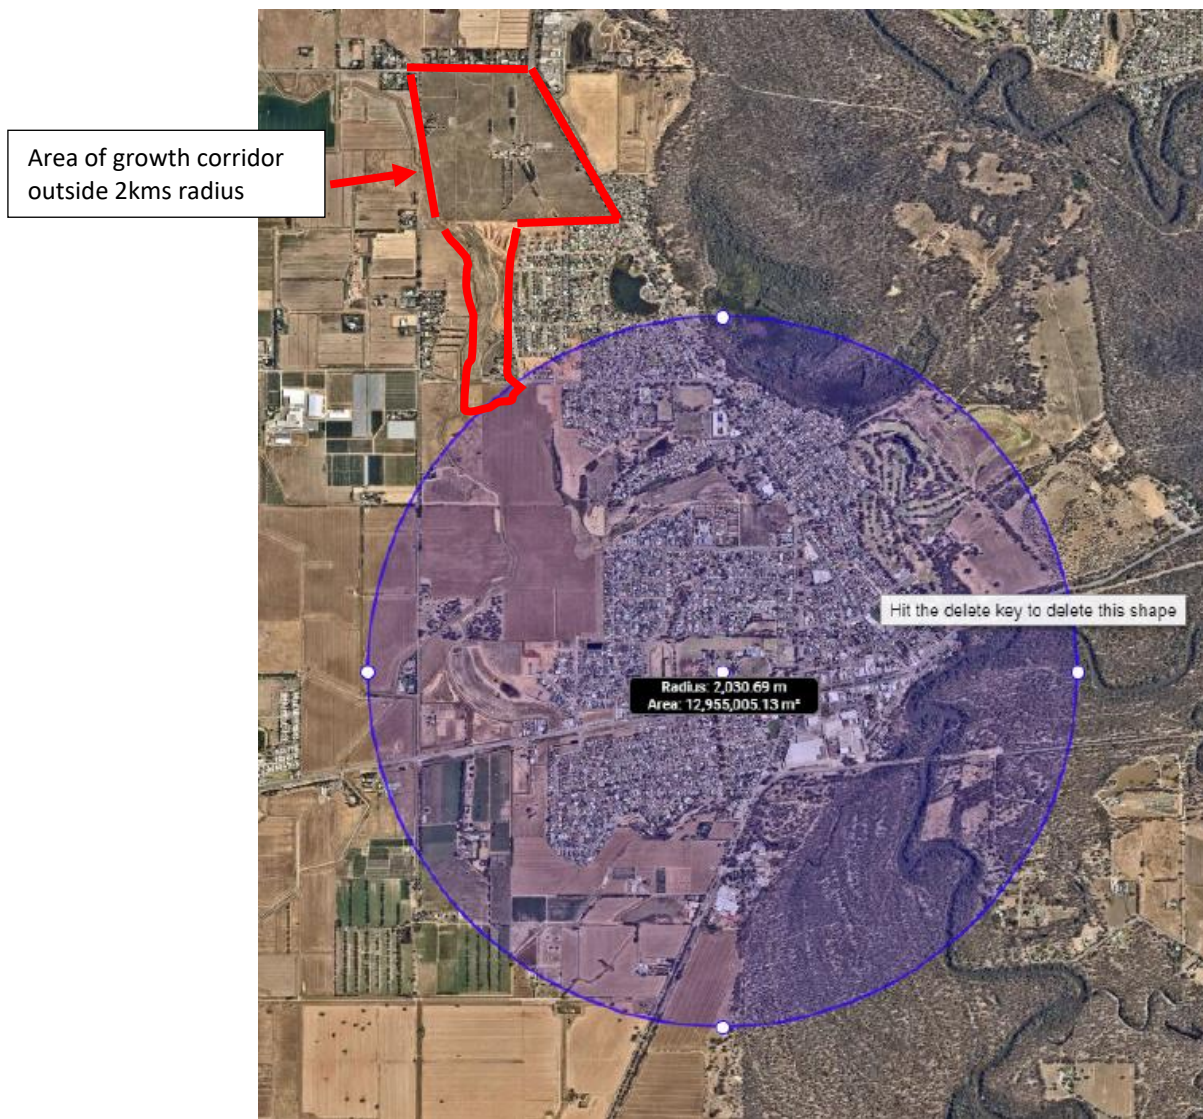 Area of growth corridor
outside 2kms radius
Hit the delete key to delete this shape
Radius: 2,030.69 m
Area: 12,955,005.13 m²